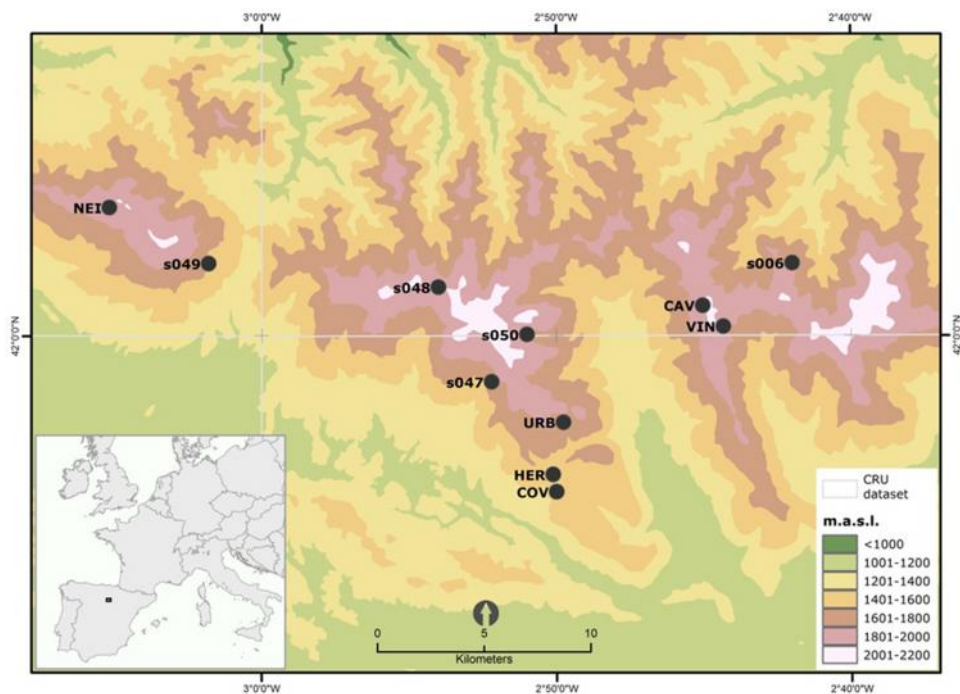 3°0'0"W 2°50'0"W 2°40'0"W
NEI
s049
s006
s048
CAV
VIN
42°0'0"N
s050
42°0'0"N
s047
URB
HER
COV
CRU
dataset
m.a.s.l.
<1000
1001-1200
1201-1400
1401-1600
1601-1800
1801-2000
2001-2200
0 5 10
Kilometers
3°0'0"W 2°50'0"W 2°40'0"W